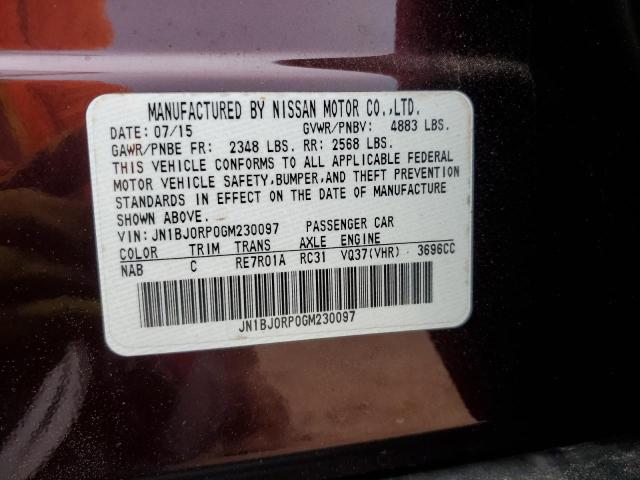 MANUFACTURED BY NISSAN MOTOR CO.,LTD.
DATE: 07/15 GVWR/PNBV: 4883 LBS.
GAWR/PNBE FR: 2348 LBS. RR: 2568 LBS.
THIS VEHICLE CONFORMS TO ALL APPLICABLE FEDERAL
MOTOR VEHICLE SAFETY,BUMPER,AND THEFT PREVENTION
STANDARDS IN EFFECT ON THE DATE OF MANUFACTURE
SHOWN ABOVE.
VIN: JN1BJ0RP0GM230097 PASSENGER CAR
COLOR TRIM TRANS AXLE ENGINE
NAB C RE7R01A RC31 VQ37(VHR) 3696CC
JN1BJ0RP0GM230097